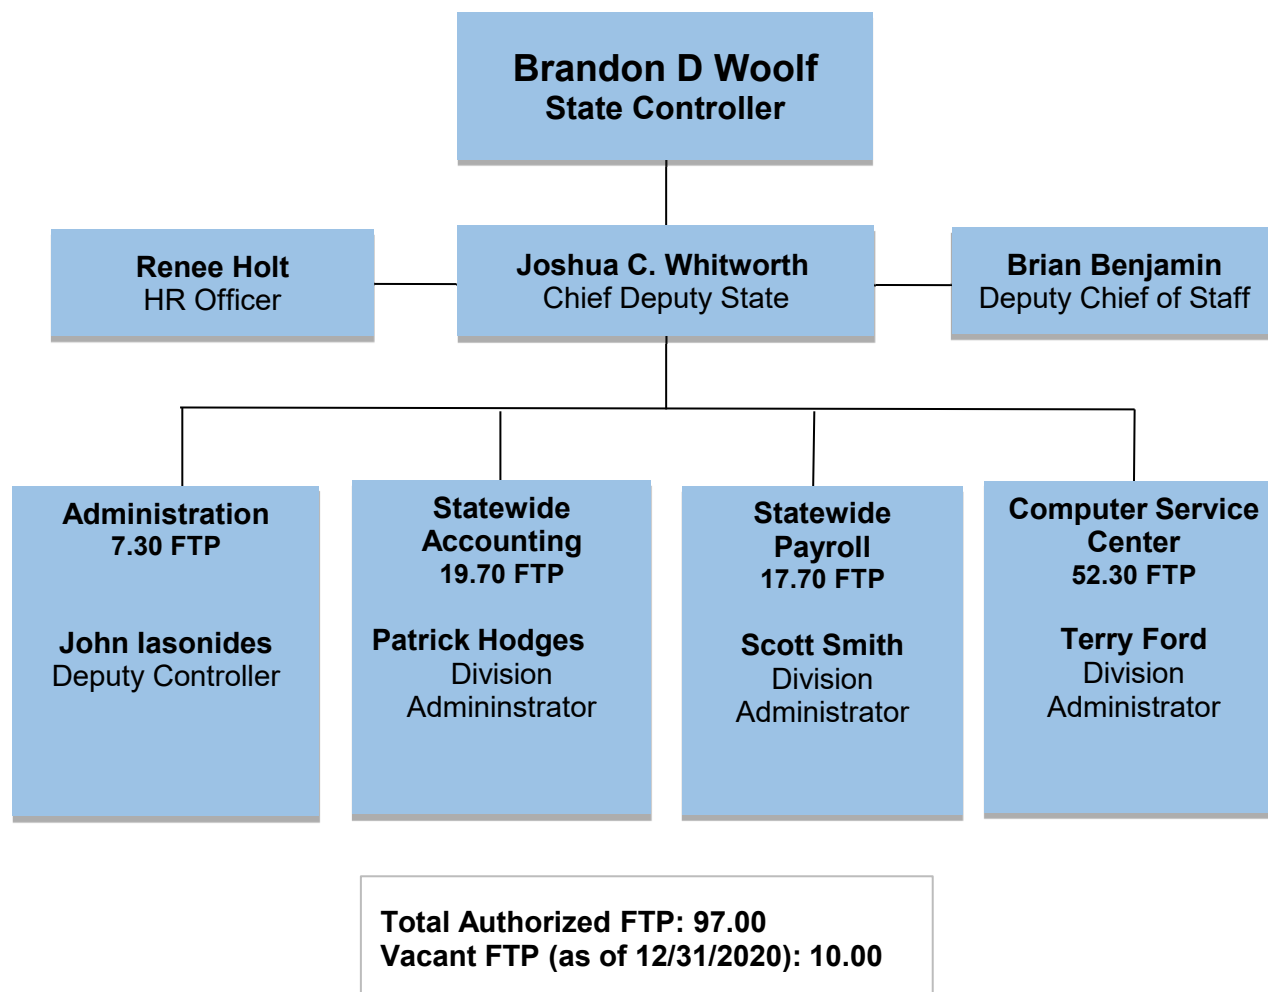 Brandon D Woolf
State Controller
Renee Holt
HR Officer
Joshua C. Whitworth
Chief Deputy State
Brian Benjamin
Deputy Chief of Staff
Administration
7.30 FTP
John Iasonides
Deputy Controller
Statewide
Accounting
19.70 FTP
Patrick Hodges
Division
Admininstrator
Statewide
Payroll
17.70 FTP
Scott Smith
Division
Administrator
Computer Service
Center
52.30 FTP
Terry Ford
Division
Administrator
Total Authorized FTP: 97.00
Vacant FTP (as of 12/31/2020): 10.00